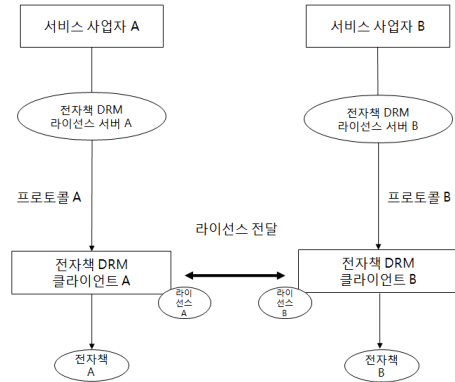 서비스 사업자 A
서비스 사업자 B
전자책 DRM
라이선스 서버 A
전자책 DRM
라이선스 서버 B
프로토콜 A
프로토콜 B
라이선스 전달
전자책 DRM
클라이언트 A
전자책 DRM
클라이언트 B
라이
선스
A
라이
선스
B
전자책
A
전자책
B